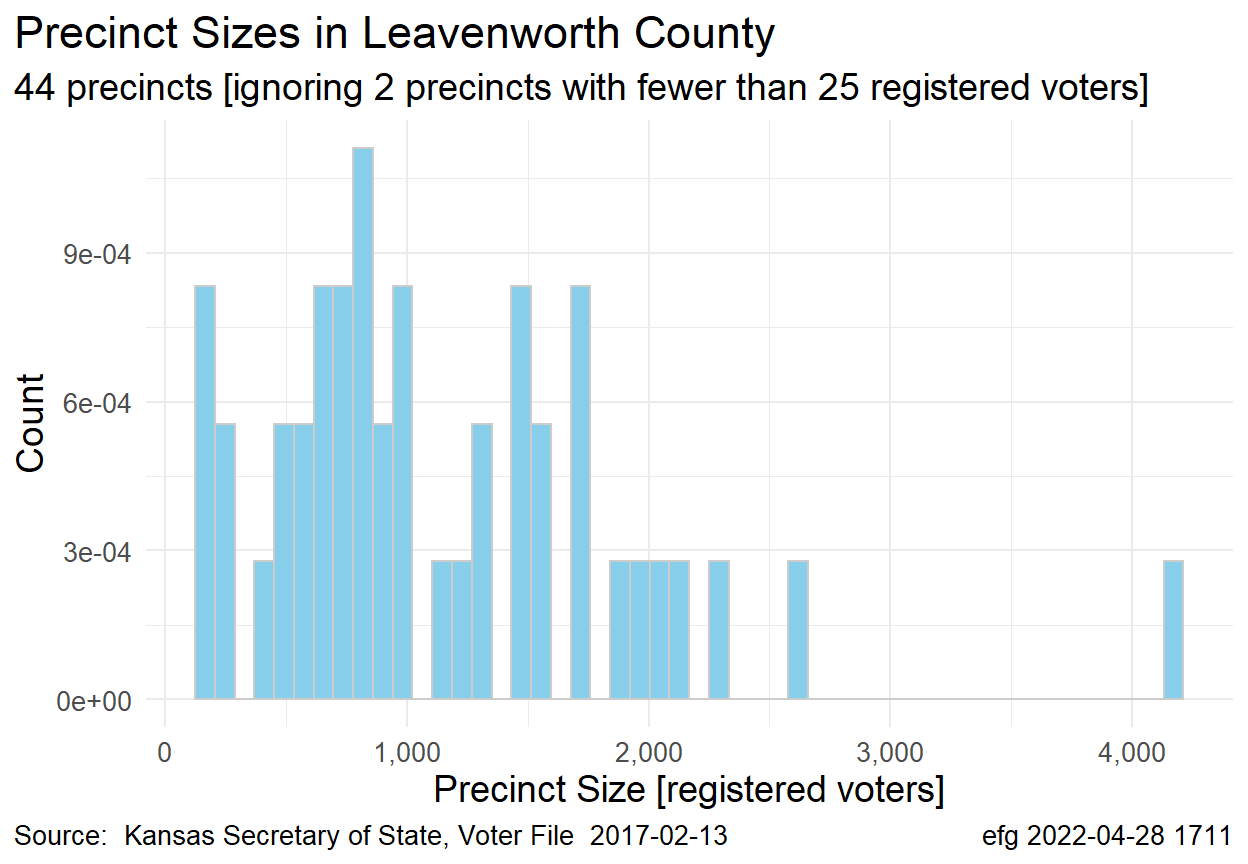 Precinct Sizes in Leavenworth County
44 precincts [ignoring 2 precincts with fewer than 25 registered voters]
Count
9e-04
6e-04
3e-04
0e+00
0 1,000 2,000 3,000 4,000
Precinct Size [registered voters]
Source:  Kansas Secretary of State, Voter File  2017-02-13
efg 2022-04-28 1711